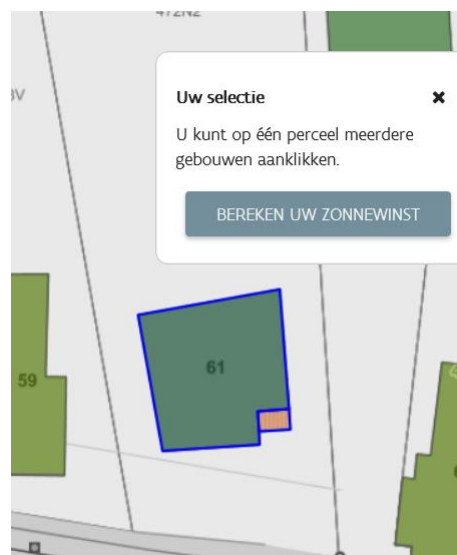 Uw selectie ✖
U kunt op één perceel meerdere
gebouwen aanklikken.
BEREKEN UW ZONNEWINST
61
59